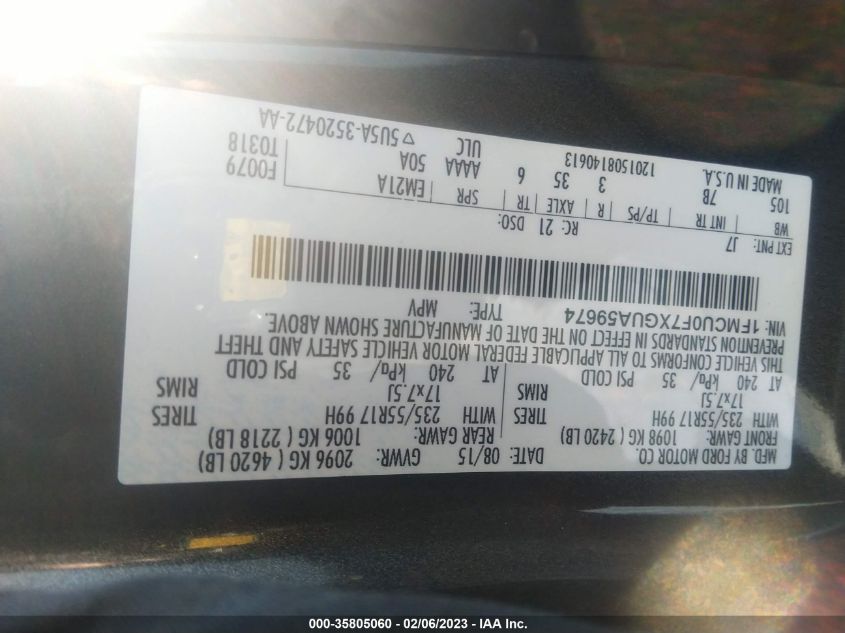 MFD. BY FORD MOTOR CO.
DATE: 08/15 GVWR: 2096 KG ( 4620 LB)
FRONT GAWR: 1098 KG ( 2420 LB) REAR GAWR: 1006 KG ( 2218 LB)
WITH 235/55R17 99H TIRES WITH 235/55R17 99H TIRES
17x7.5J RIMS 17x7.5J RIMS
AT 240 kPa/ 35 PSI COLD AT 240 kPa/ 35 PSI COLD
THIS VEHICLE CONFORMS TO ALL APPLICABLE FEDERAL MOTOR VEHICLE SAFETY AND THEFT
PREVENTION STANDARDS IN EFFECT ON THE DATE OF MANUFACTURE SHOWN ABOVE.
VIN: 1FMCU0F7XGUA59674 TYPE: MPV
EXT PNT: J7 RC: 21 DSO:
WB INT TR TP/PS R AXLE TR SPR EM21A F0079
105 7B 3 35 6 AAAA 50A T0318
MADE IN U.S.A. 1201508140613 ULC ▽ 5U5A-3520472-AA
000-35805060 - 02/06/2023 - IAA Inc.